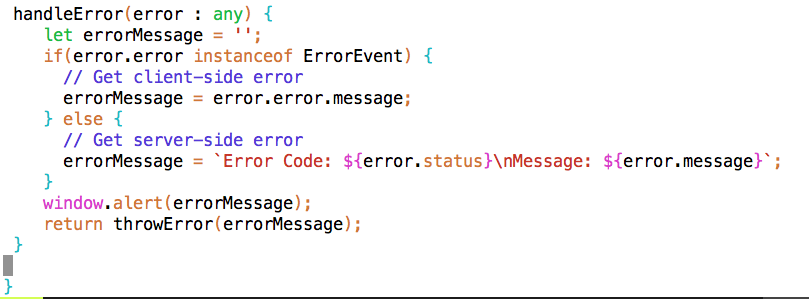 handleError(error : any) {
let errorMessage = '';
if(error.error instanceof ErrorEvent) {
// Get client-side error
errorMessage = error.error.message;
} else {
// Get server-side error
errorMessage = `Error Code: ${error.status}\nMessage: ${error.message}`;
}
window.alert(errorMessage);
return throwError(errorMessage);
}
}